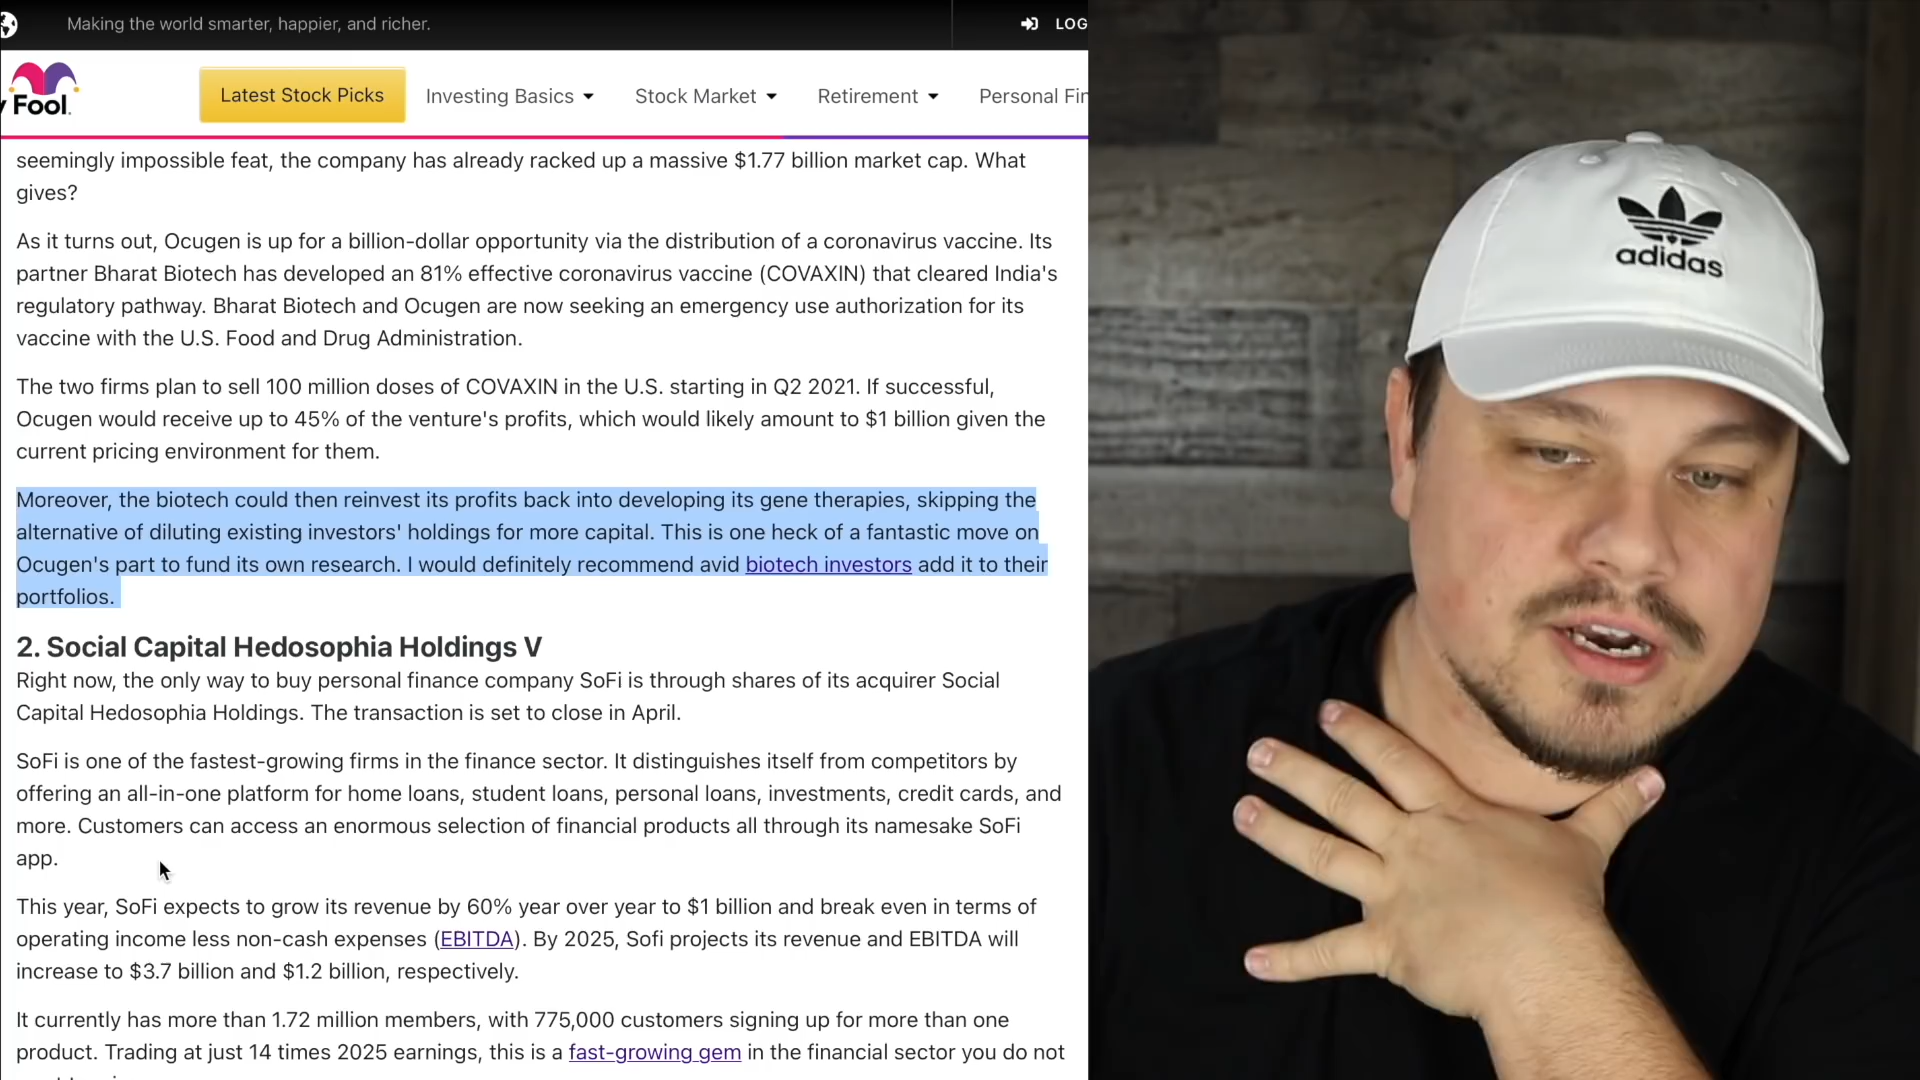 Making the world smarter, happier, and richer.
LOG
Fool.
Latest Stock Picks
Investing Basics
Stock Market
Retirement
Personal Fin
seemingly impossible feat, the company has already racked up a massive $1.77 billion market cap. What
gives?
As it turns out, Ocugen is up for a billion-dollar opportunity via the distribution of a coronavirus vaccine. Its
partner Bharat Biotech has developed an 81% effective coronavirus vaccine (COVAXIN) that cleared India's
regulatory pathway. Bharat Biotech and Ocugen are now seeking an emergency use authorization for its
vaccine with the U.S. Food and Drug Administration.
The two firms plan to sell 100 million doses of COVAXIN in the U.S. starting in Q2 2021. If successful,
Ocugen would receive up to 45% of the venture's profits, which would likely amount to $1 billion given the
current pricing environment for them.
Moreover, the biotech could then reinvest its profits back into developing its gene therapies, skipping the
alternative of diluting existing investors' holdings for more capital. This is one heck of a fantastic move on
Ocugen's part to fund its own research. I would definitely recommend avid biotech investors add it to their
portfolios.
2. Social Capital Hedosophia Holdings V
Right now, the only way to buy personal finance company SoFi is through shares of its acquirer Social
Capital Hedosophia Holdings. The transaction is set to close in April.
SoFi is one of the fastest-growing firms in the finance sector. It distinguishes itself from competitors by
offering an all-in-one platform for home loans, student loans, personal loans, investments, credit cards, and
more. Customers can access an enormous selection of financial products all through its namesake SoFi
app.
This year, SoFi expects to grow its revenue by 60% year over year to $1 billion and break even in terms of
operating income less non-cash expenses (EBITDA). By 2025, Sofi projects its revenue and EBITDA will
increase to $3.7 billion and $1.2 billion, respectively.
It currently has more than 1.72 million members, with 775,000 customers signing up for more than one
product. Trading at just 14 times 2025 earnings, this is a fast-growing gem in the financial sector you do not
adidas